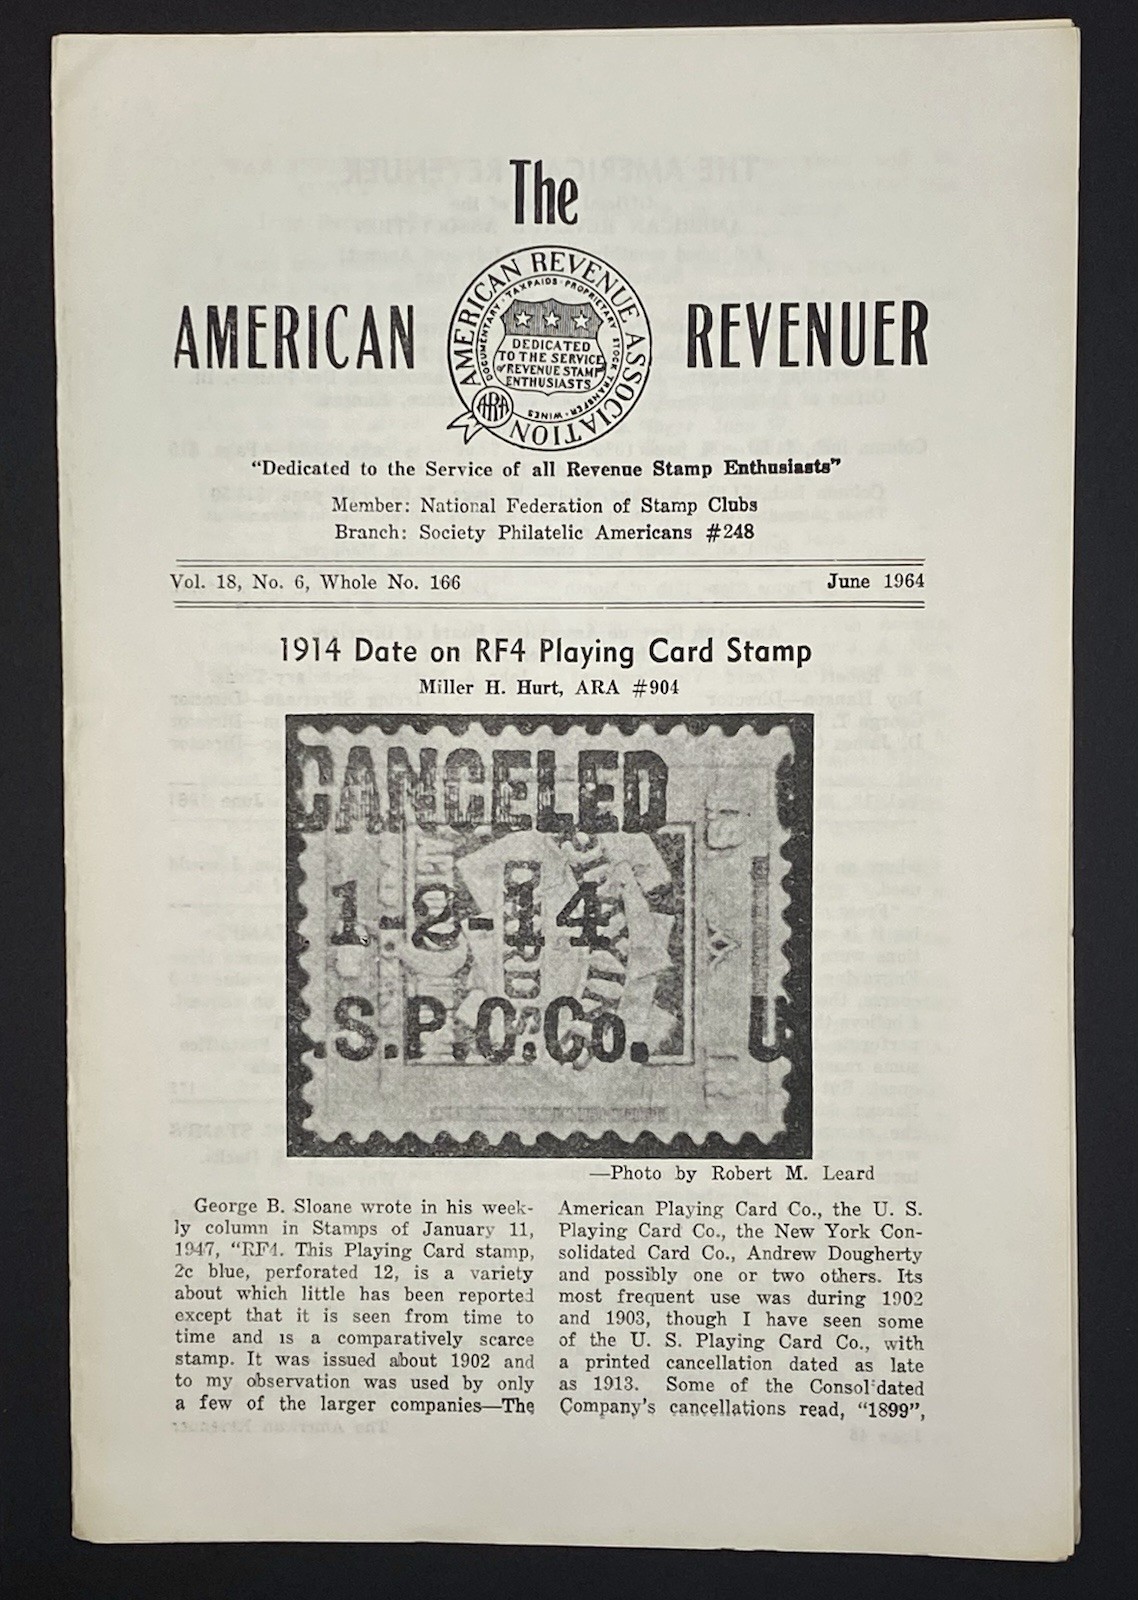 The
AMERICAN REVENUER
AMERICAN REVENUE ASSOCIATION
DOCUMENTARY · TAXPAIDS · PROPRIETARY STOCK TRANSFER · WINES
DEDICATED
TO THE SERVICE
of REVENUE STAMP
ENTHUSIASTS
ARA
"Dedicated to the Service of all Revenue Stamp Enthusiasts"
Member: National Federation of Stamp Clubs
Branch: Society Philatelic Americans #248
Vol. 18, No. 6, Whole No. 166 June 1964
1914 Date on RF4 Playing Card Stamp
Miller H. Hurt, ARA #904
CANCELED
1-2-14
.S.P.C.Co. U
—Photo by Robert M. Leard
George B. Sloane wrote in his week-
ly column in Stamps of January 11,
1947, "RF4. This Playing Card stamp,
2c blue, perforated 12, is a variety
about which little has been reported
except that it is seen from time to
time and is a comparatively scarce
stamp. It was issued about 1902 and
to my observation was used by only
a few of the larger companies—The
American Playing Card Co., the U. S.
Playing Card Co., the New York Con-
solidated Card Co., Andrew Dougherty
and possibly one or two others. Its
most frequent use was during 1902
and 1903, though I have seen some
of the U. S. Playing Card Co., with
a printed cancellation dated as late
as 1913. Some of the Consolidated
Company's cancellations read, "1899",